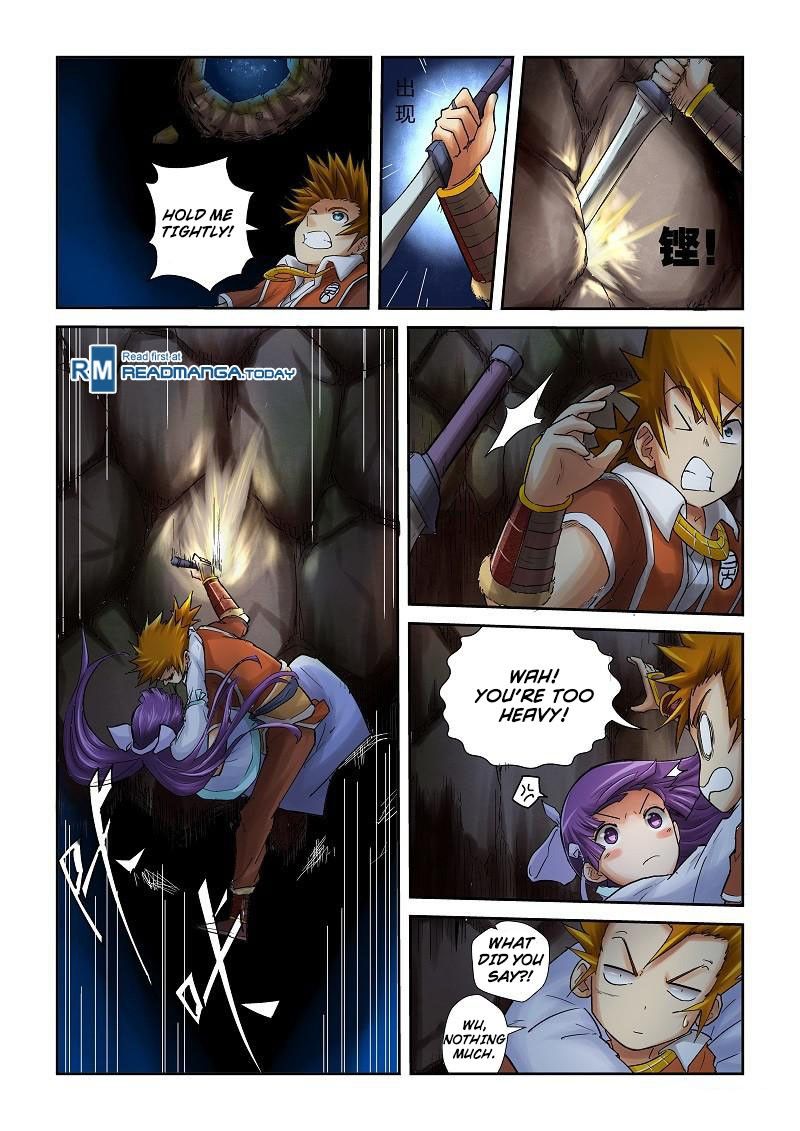 HOLD ME
TIGHTLY!
出
现
铿!
RM
Read first at
READMANGA.TODAY
WAH!
YOU'RE TOO
HEAVY!
WHAT
DID YOU
SAY?!
WU,
NOTHING
MUCH.